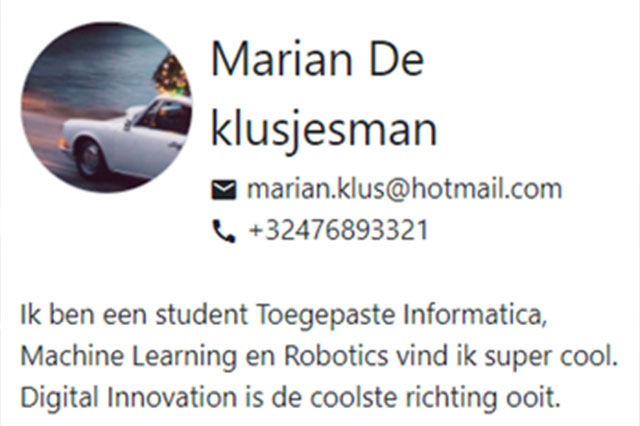 Marian De
klusjesman
marian.klus@hotmail.com
+32476893321
Ik ben een student Toegepaste Informatica,
Machine Learning en Robotics vind ik super cool.
Digital Innovation is de coolste richting ooit.